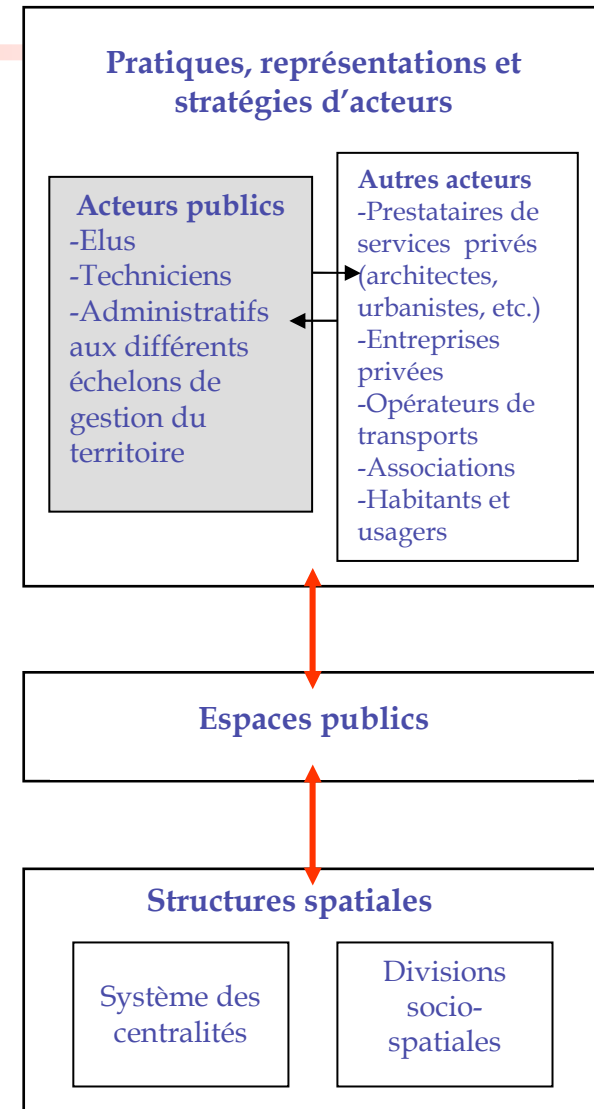 Pratiques, représentations et
stratégies d’acteurs
Acteurs publics
-Elus
-Techniciens
-Administratifs
aux différents
échelons de
gestion du
territoire
Autres acteurs
-Prestataires de
services privés
(architectes,
urbanistes, etc.)
-Entreprises
privées
-Opérateurs de
transports
-Associations
-Habitants et
usagers
Espaces publics
Structures spatiales
Système des
centralités
Divisions
socio-
spatiales